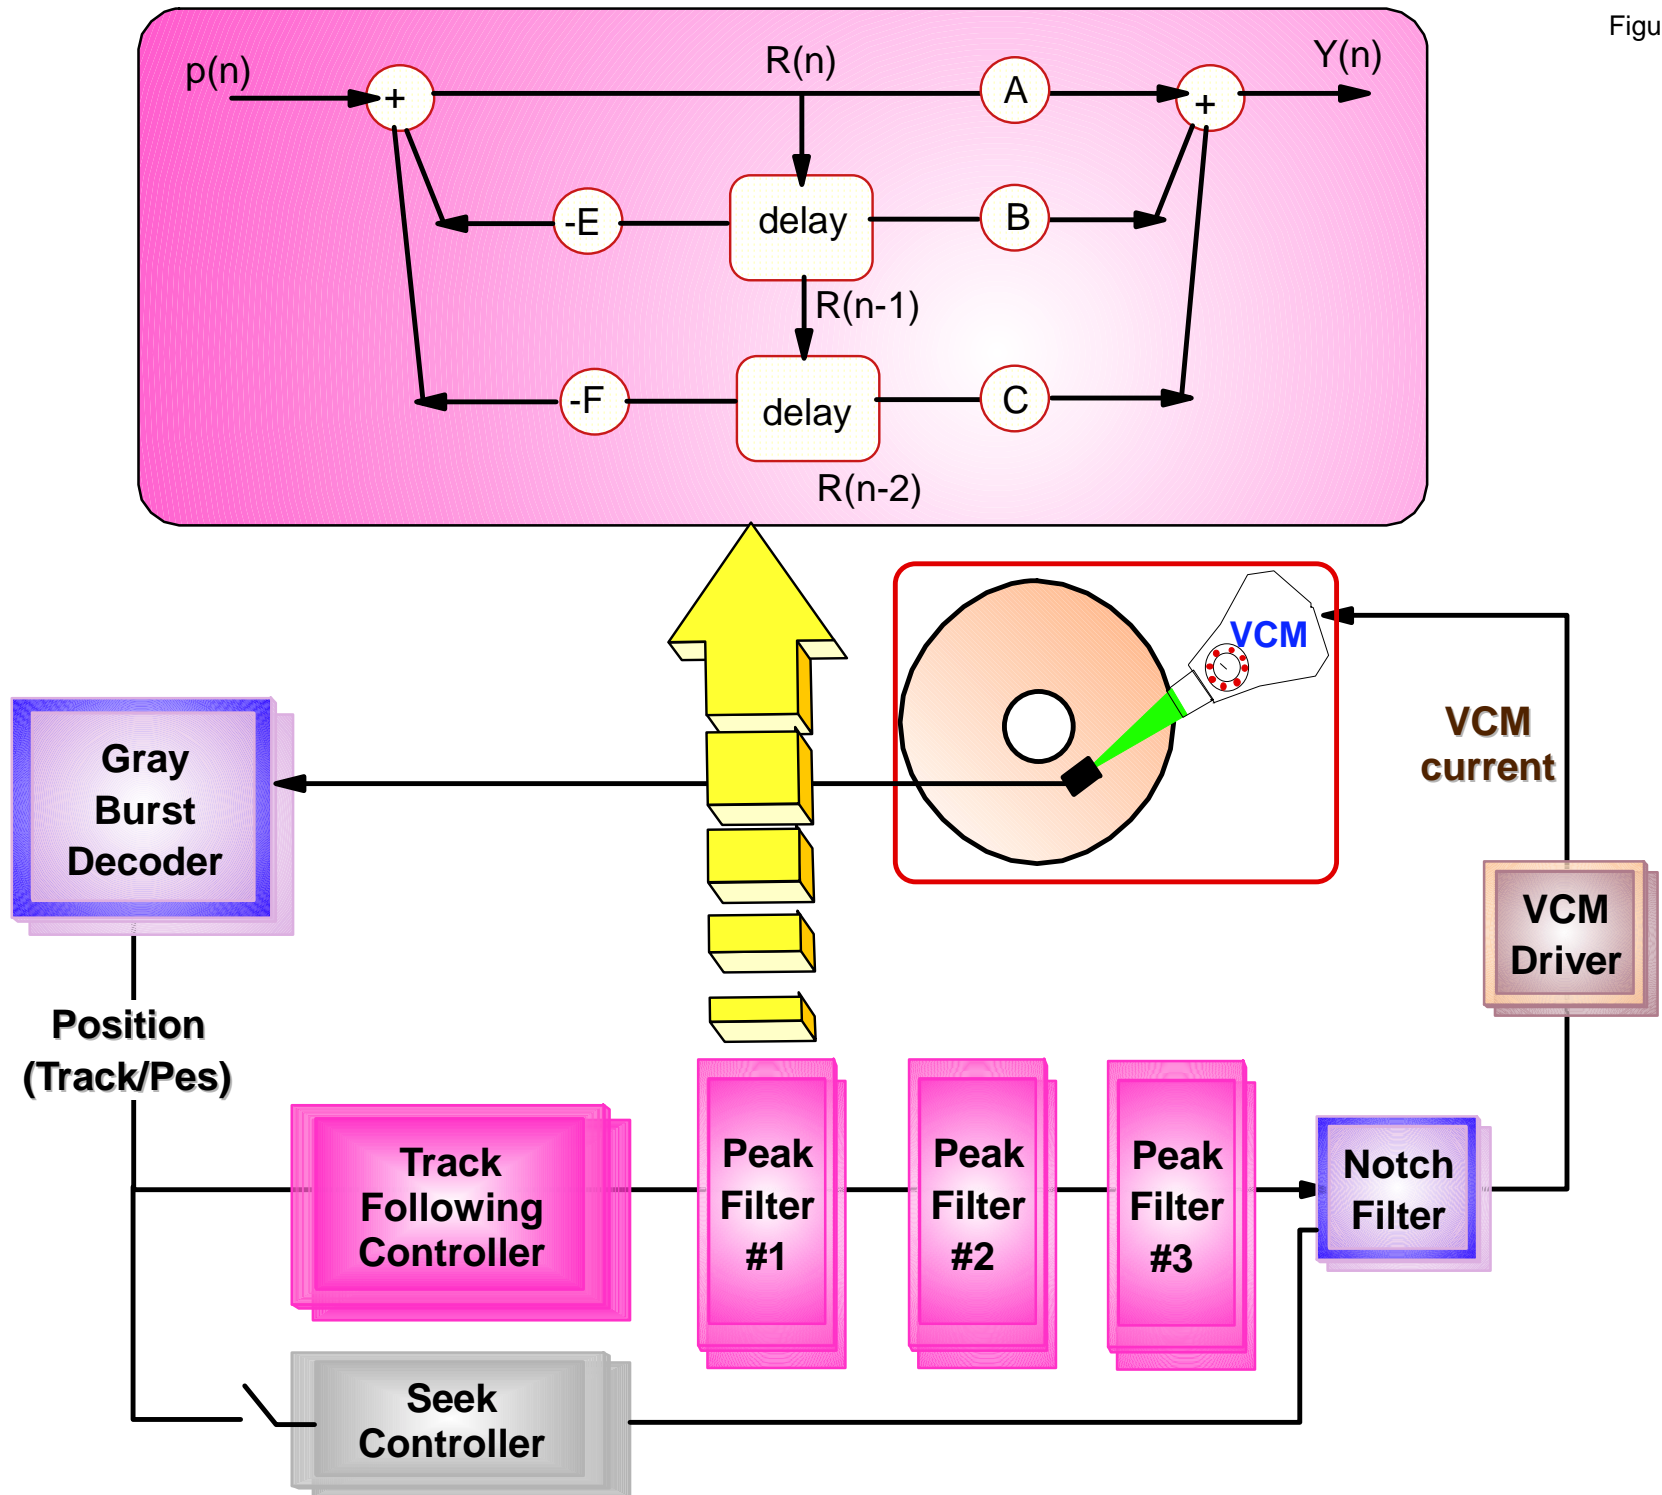 Figu
p(n)
+
R(n)
A
+
Y(n)
-E
delay
B
R(n-1)
-F
delay
C
R(n-2)
VCM
VCM
current
Gray
Burst
Decoder
VCM
Driver
Position
(Track/Pes)
Track
Following
Controller
Peak
Filter
#1
Peak
Filter
#2
Peak
Filter
#3
Notch
Filter
Seek
Controller